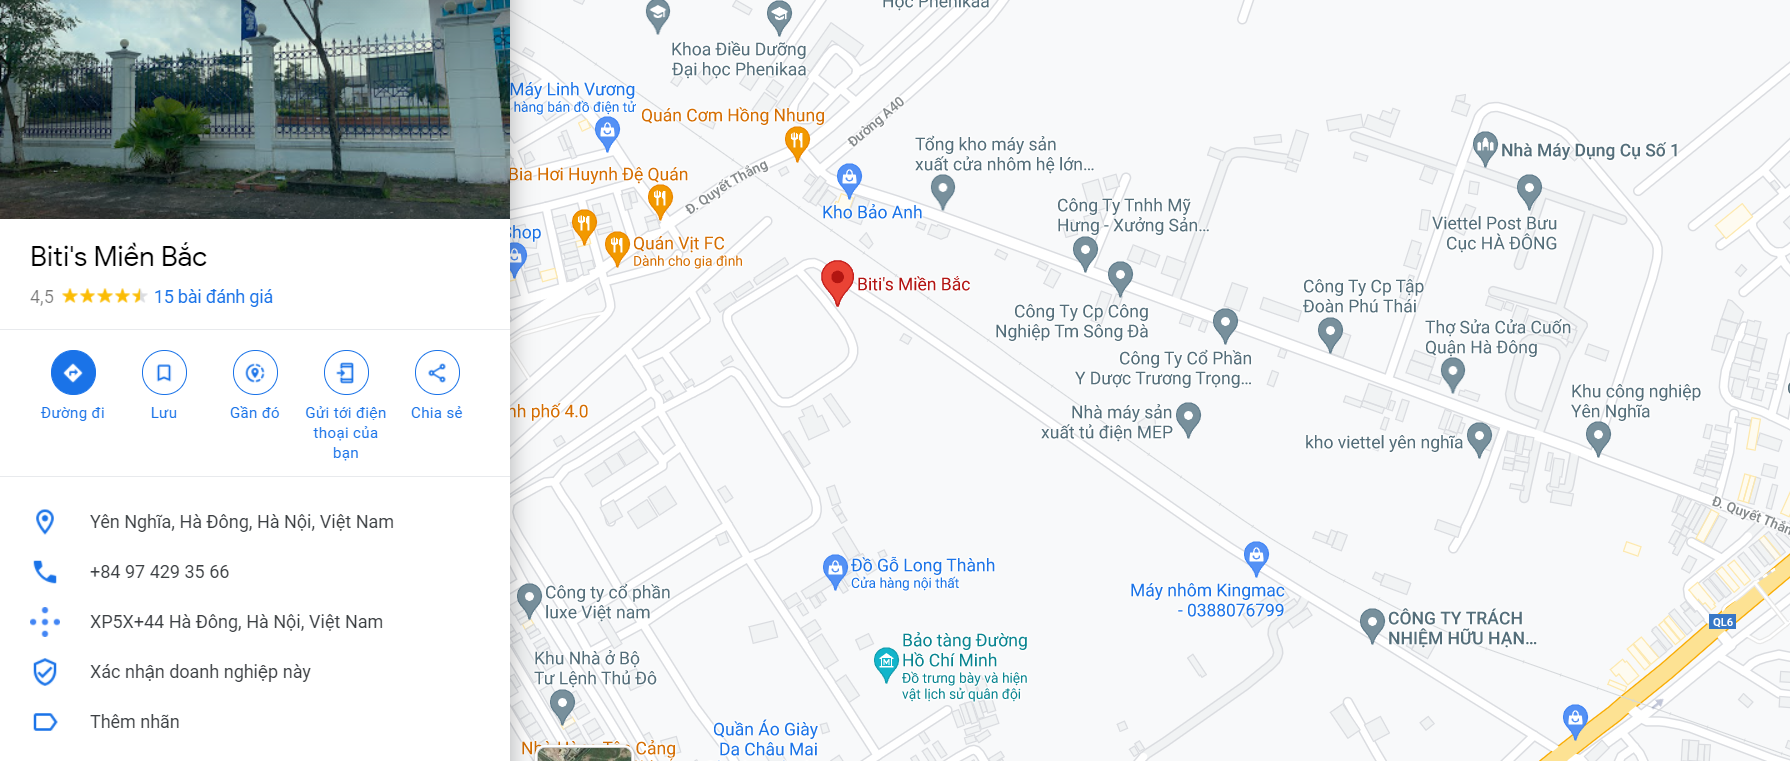 Biti's Miền Bắc
4,5
15 bài đánh giá
Đường đi
Lưu
Gần đó
Gửi tới điện
thoại của
bạn
Chia sẻ
Yên Nghĩa, Hà Đông, Hà Nội, Việt Nam
+84 97 429 35 66
XP5X+44 Hà Đông, Hà Nội, Việt Nam
Xác nhận doanh nghiệp này
Thêm nhãn
Học Phenikaa
Khoa Điều Dưỡng
Đại học Phenikaa
Máy Linh Vương
hàng bán đồ điện tử
Quán Cơm Hồng Nhung
Đường A40
Đ. Quyết Thắng
Bia Hơi Huynh Đệ Quán
Kho Bảo Anh
Tổng kho máy sản
xuất cửa nhôm hệ lớn...
Công Ty Tnhh Mỹ
Hưng - Xưởng Sản...
Nhà Máy Dụng Cụ Số 1
Viettel Post Bưu
Cục HÀ ĐÔNG
Shop
Quán Vịt FC
Dành cho gia đình
Biti's Miền Bắc
Công Ty Cp Công
Nghiệp Tm Sông Đà
Công Ty Cp Tập
Đoàn Phú Thái
Thợ Sửa Cửa Cuốn
Quận Hà Đông
Công Ty Cổ Phần
Y Dược Trương Trọng...
Khu công nghiệp
Yên Nghĩa
nh phố 4.0
Nhà máy sản
xuất tủ điện MEP
kho viettel yên nghĩa
Đ. Quyết Thắng
Đồ Gỗ Long Thành
Cửa hàng nội thất
Công ty cổ phần
luxe Việt nam
Máy nhôm Kingmac
- 0388076799
CÔNG TY TRÁCH
NHIỆM HỮU HẠN...
QL6
Bảo tàng Đường
Hồ Chí Minh
Đồ trưng bày và hiện
vật lịch sử quân đội
Khu Nhà ở Bộ
Tư Lệnh Thủ Đô
Quần Áo Giày
Da Châu Mai
Nhà Hàng Tân Cảng